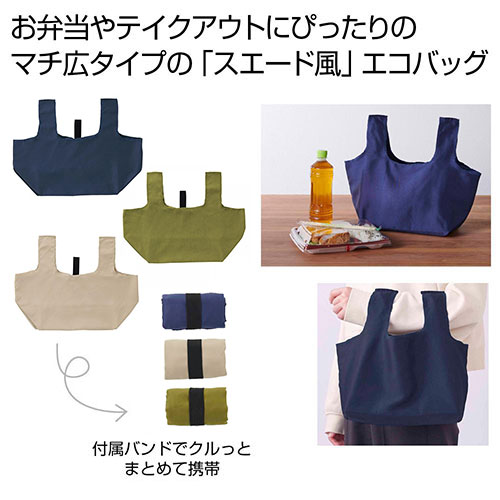 お弁当やテイクアウトにぴったりの
マチ広タイプの「スエード風」エコバッグ
付属バンドでクルっと
まとめて携帯